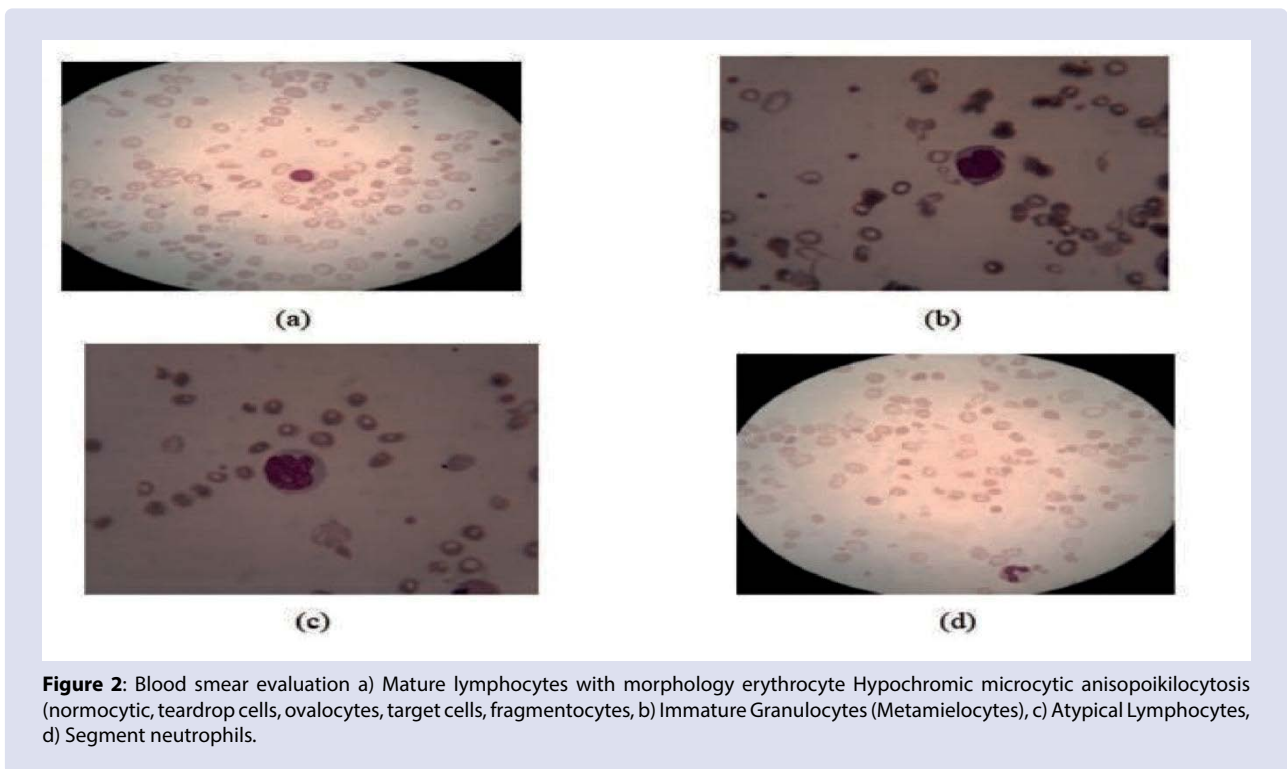 (a)
(b)
(c)
(d)
Figure 2: Blood smear evaluation a) Mature lymphocytes with morphology erythrocyte Hypochromic microcytic anisopoikilocytosis
(normocytic, teardrop cells, ovalocytes, target cells, fragmentocytes, b) Immature Granulocytes (Metamielocytes), c) Atypical Lymphocytes,
d) Segment neutrophils.